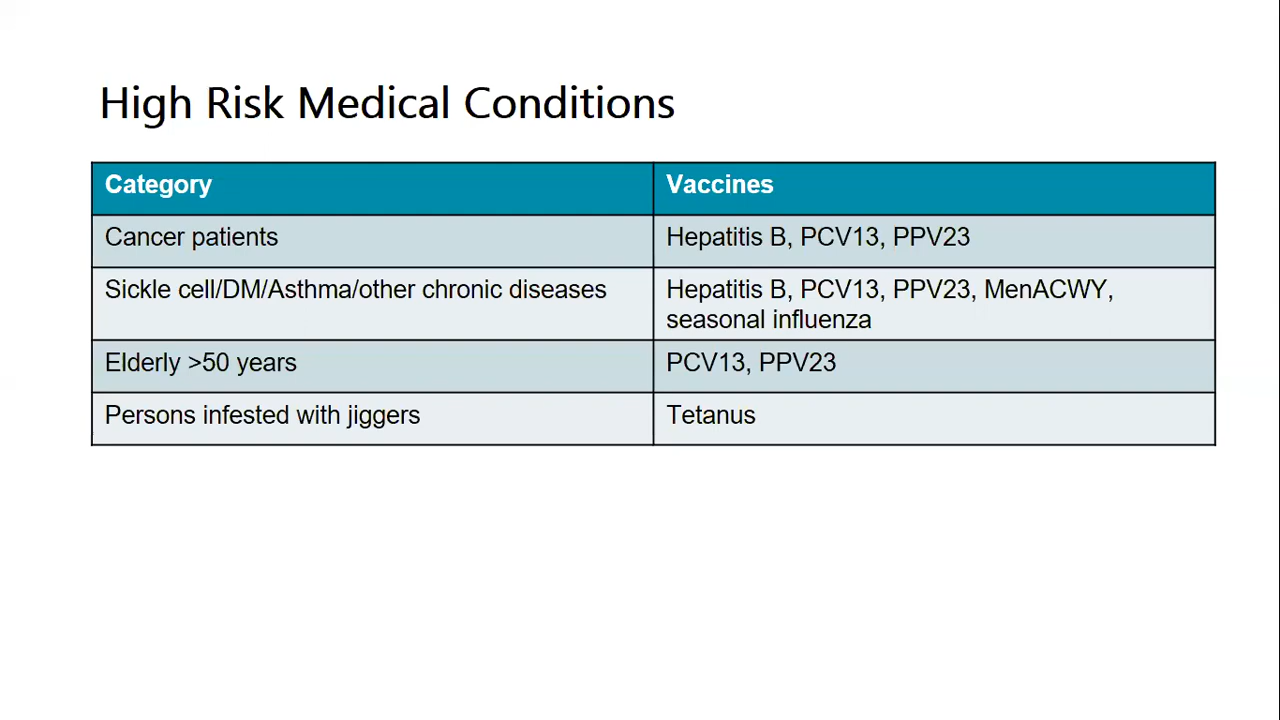 High Risk Medical Conditions
Category
Vaccines
Cancer patients
Hepatitis B, PCV13, PPV23
Sickle cell/DM/Asthma/other chronic diseases
Hepatitis B, PCV13, PPV23, MenACWY,
seasonal influenza
Elderly >50 years
PCV13, PPV23
Persons infested with jiggers
Tetanus